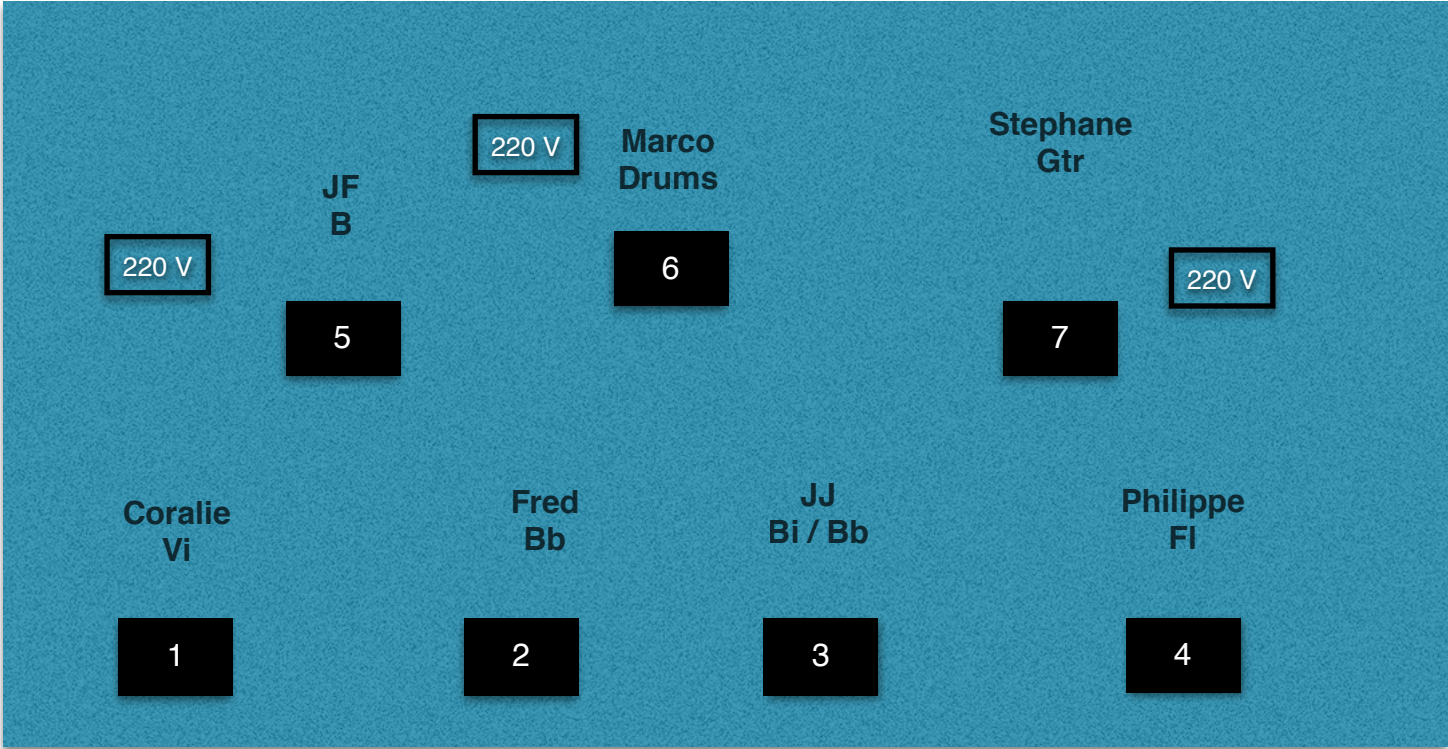 Stephane
Gtr
220 V
Marco
Drums
JF
B
220 V
6
220 V
5
7
Coralie
Vi
Fred
Bb
JJ
Bi / Bb
Philippe
Fl
1
2
3
4